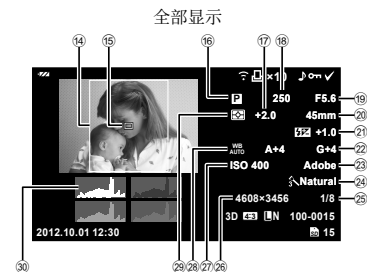 全部显示
⑭ ⑮ ⑯ ⑰ ⑱
×10
P 250 F5.6 ⑲
+2.0 45mm ⑳
+1.0 ㉑
WB AUTO A+4 G+4 ㉒
ISO 400 Adobe ㉓
Natural ㉔
4608×3456 1/8 ㉕
3D 4:3 LN 100-0015
2012.10.01 12:30 SD 15
㉚ ㉙ ㉘ ㉗ ㉖